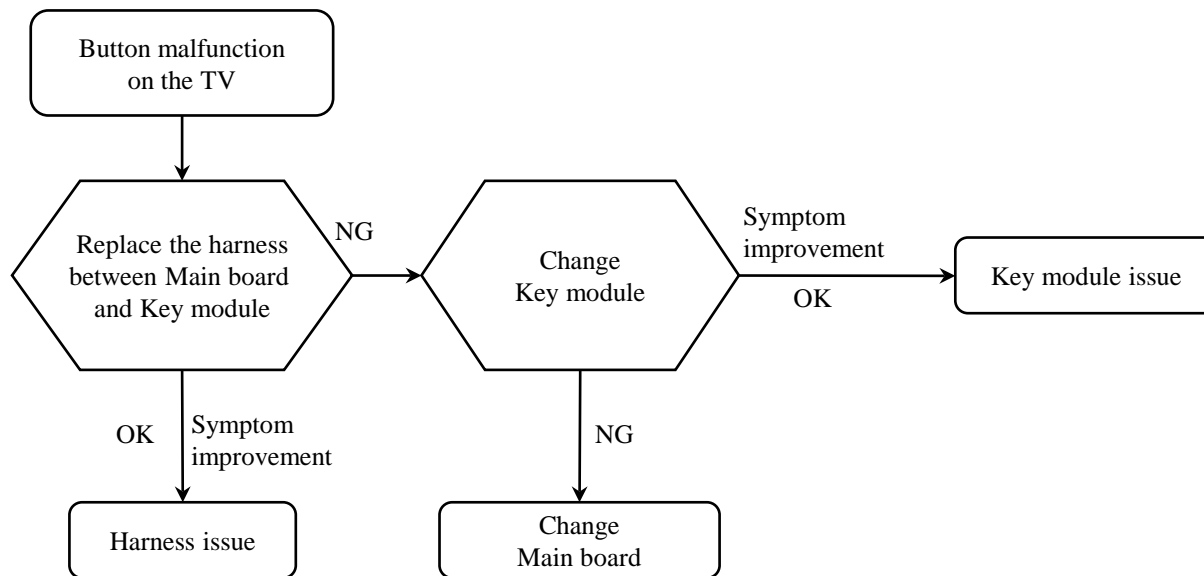 Button malfunction
on the TV
Replace the harness
between Main board
and Key module
NG
Change
Key module
Symptom
improvement
OK
Key module issue
OK
Symptom
improvement
NG
Harness issue
Change
Main board